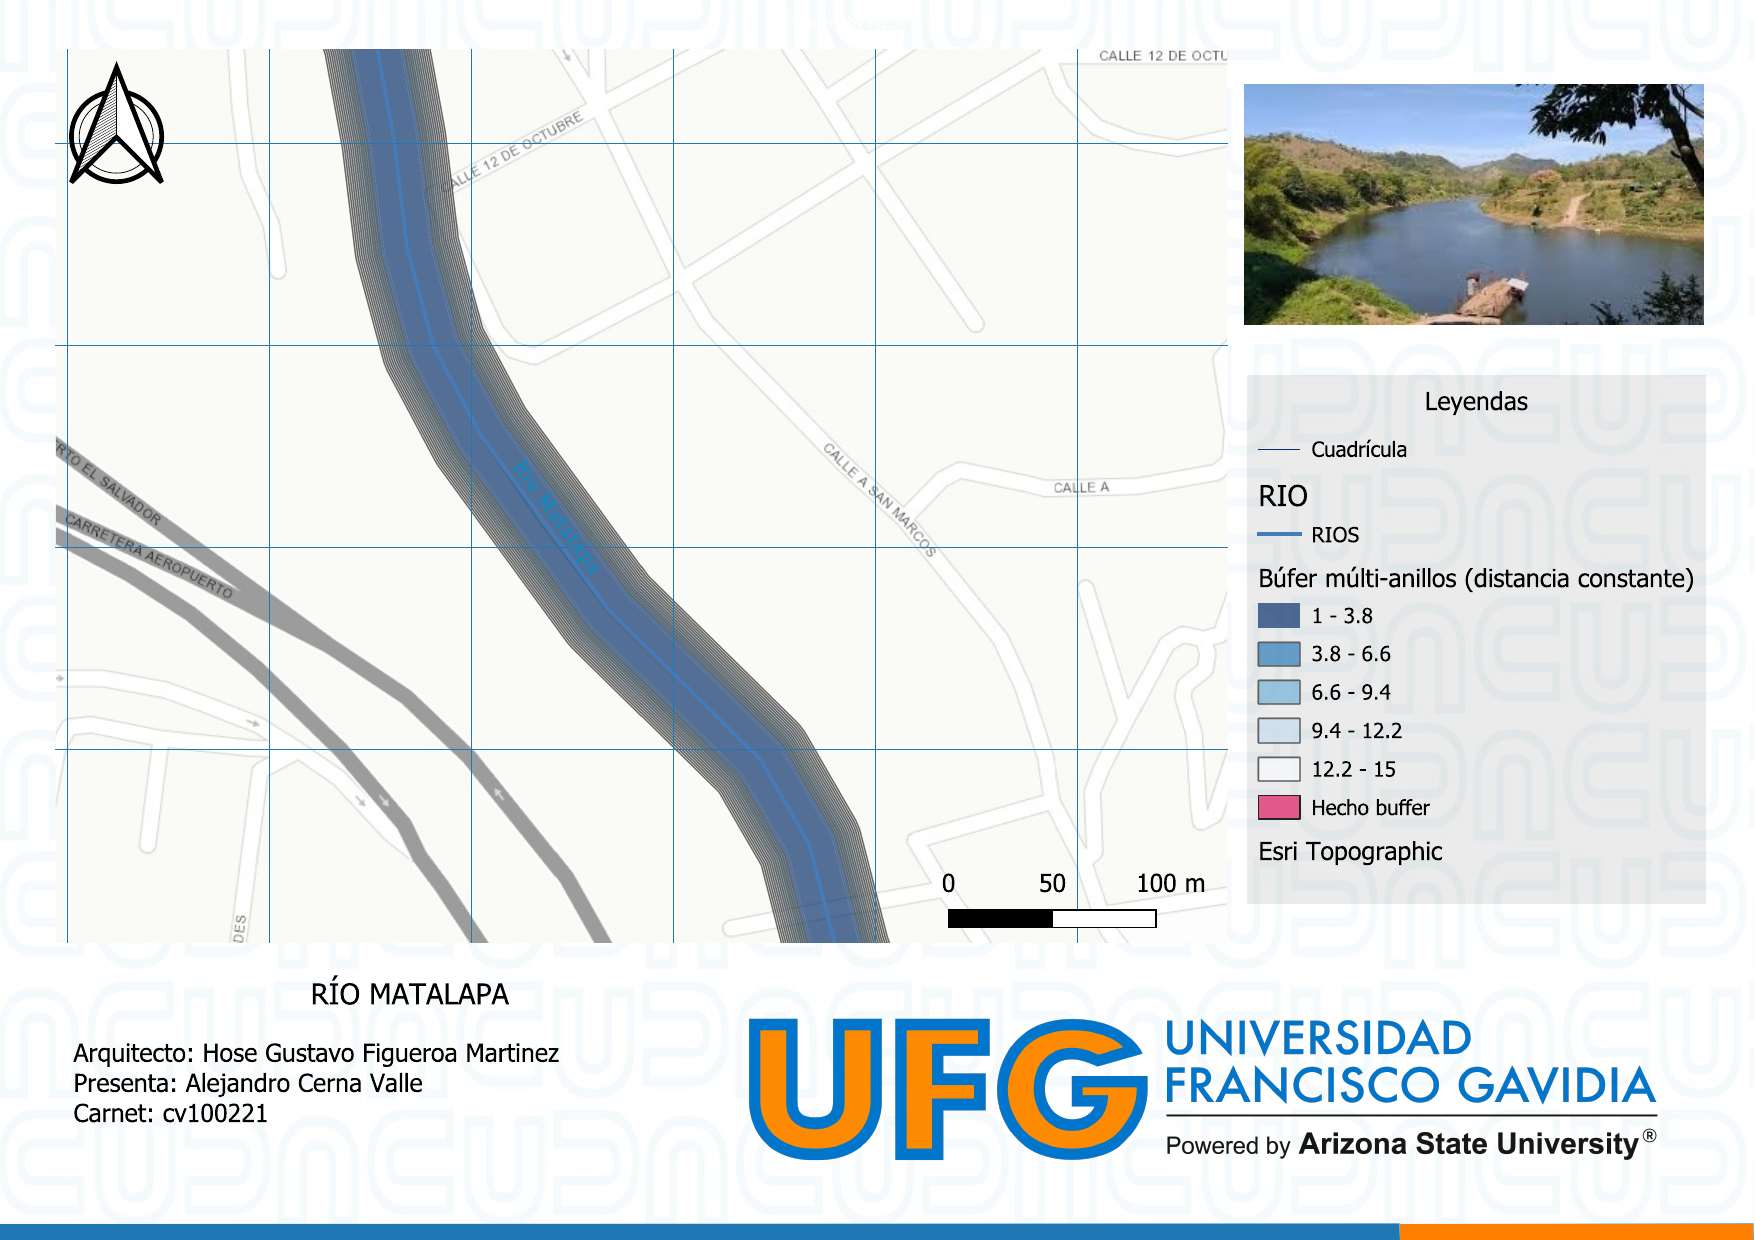 CALLE 12 DE OCTU
CALLE 12 DE OCTUBRE
RTO EL SALVADOR
CARRETERA AEROPUERTO
Río Matalapa
CALLE A SAN MARCOS
CALLE A
DES
0 50 100 m
Leyendas
Cuadrícula
RIO
RIOS
Búfer múlti-anillos (distancia constante)
1 - 3.8
3.8 - 6.6
6.6 - 9.4
9.4 - 12.2
12.2 - 15
Hecho buffer
Esri Topographic
RÍO MATALAPA
Arquitecto: Hose Gustavo Figueroa Martinez
Presenta: Alejandro Cerna Valle
Carnet: cv100221
UFG
UNIVERSIDAD
FRANCISCO GAVIDIA
Powered by Arizona State University®